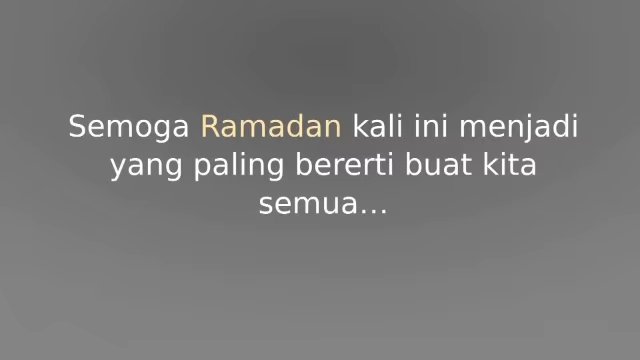 Semoga Ramadan kali ini menjadi
yang paling bererti buat kita
semua...